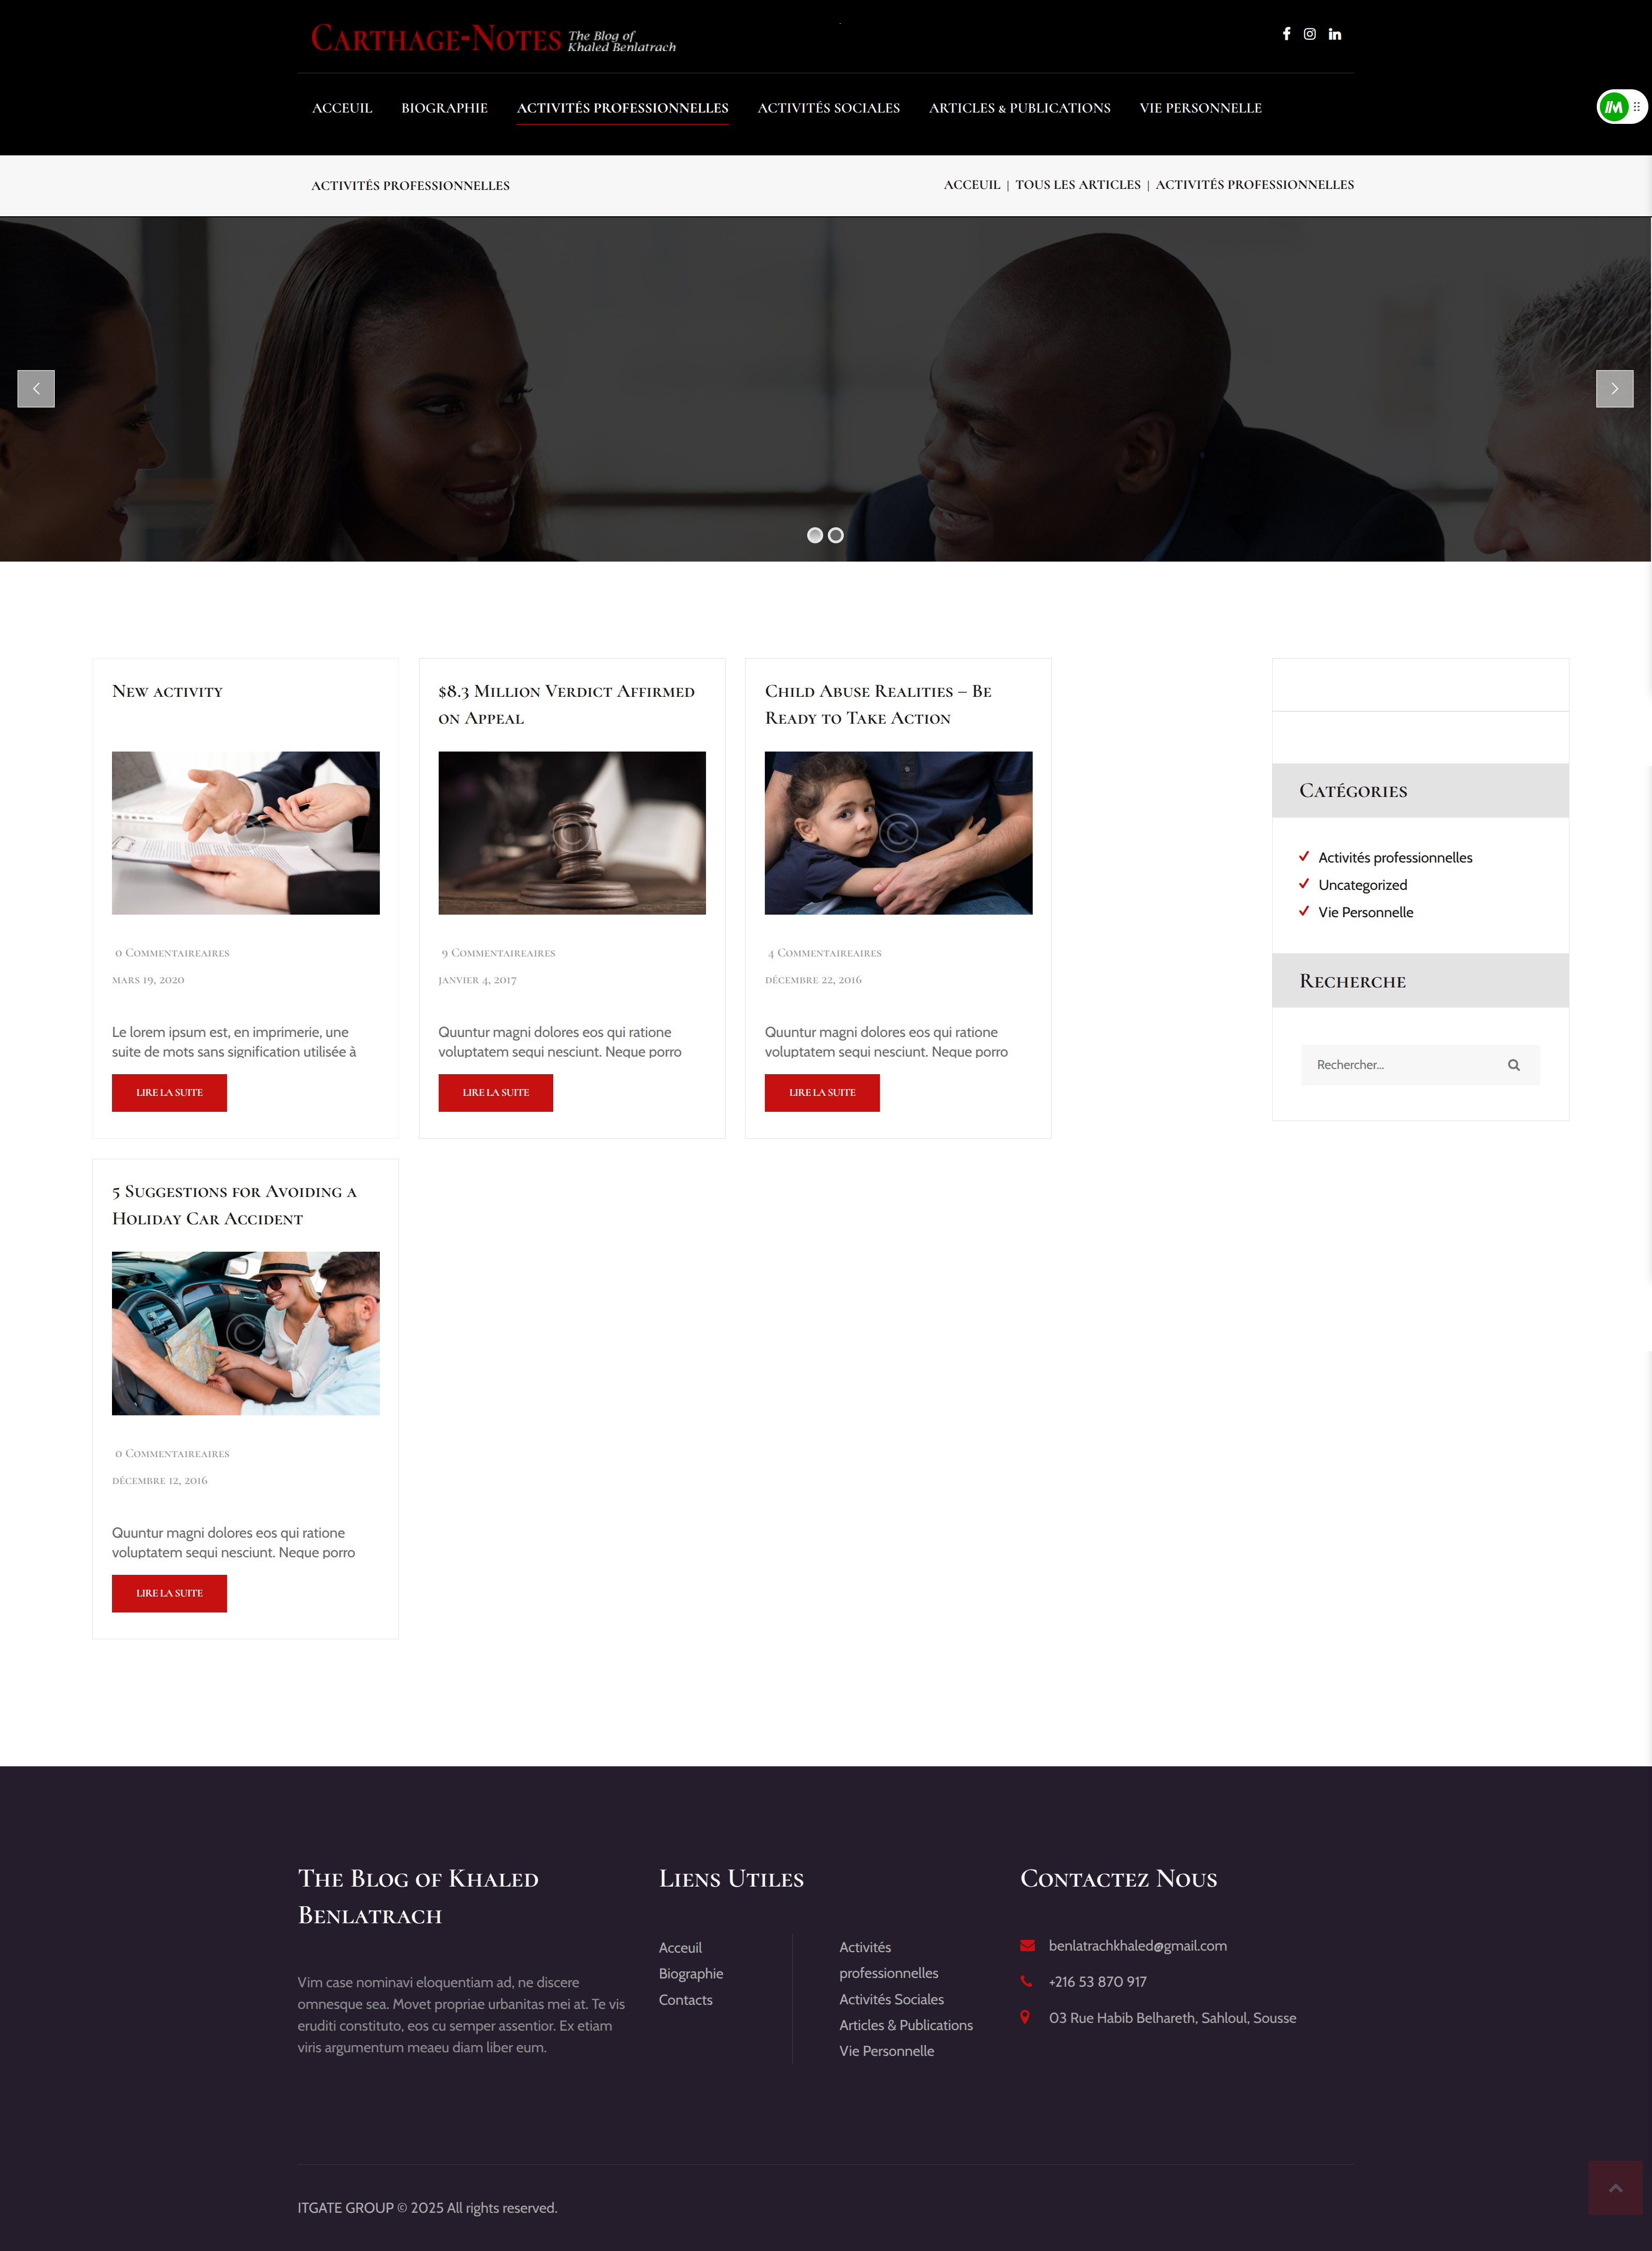 Carthage-Notes The Blog of
Khaled Benlatrach
ACCEUIL BIOGRAPHIE ACTIVITÉS PROFESSIONNELLES ACTIVITÉS SOCIALES ARTICLES & PUBLICATIONS VIE PERSONNELLE
ACTIVITÉS PROFESSIONNELLES
ACCEUIL | TOUS LES ARTICLES | ACTIVITÉS PROFESSIONNELLES
New activity
0 Commentaireaires
mars 19, 2020
Le lorem ipsum est, en imprimerie, une
suite de mots sans signification utilisée à
LIRE LA SUITE
$8.3 Million Verdict Affirmed
on Appeal
9 Commentaireaires
janvier 4, 2017
Quuntur magni dolores eos qui ratione
voluptatem sequi nesciunt. Neque porro
LIRE LA SUITE
Child Abuse Realities – Be
Ready to Take Action
4 Commentaireaires
décembre 22, 2016
Quuntur magni dolores eos qui ratione
voluptatem sequi nesciunt. Neque porro
LIRE LA SUITE
5 Suggestions for Avoiding a
Holiday Car Accident
0 Commentaireaires
décembre 12, 2016
Quuntur magni dolores eos qui ratione
voluptatem sequi nesciunt. Neque porro
LIRE LA SUITE
Catégories
Activités professionnelles
Uncategorized
Vie Personnelle
Recherche
Rechercher...
The Blog of Khaled
Benlatrach
Vim case nominavi eloquentiam ad, ne discere
omnesque sea. Movet propriae urbanitas mei at. Te vis
eruditi constituto, eos cu semper assentior. Ex etiam
viris argumentum meaeu diam liber eum.
Liens Utiles
Acceuil
Biographie
Contacts
Activités
professionnelles
Activités Sociales
Articles & Publications
Vie Personnelle
Contactez Nous
benlatrachkhaled@gmail.com
+216 53 870 917
03 Rue Habib Belhareth, Sahloul, Sousse
ITGATE GROUP © 2025 All rights reserved.